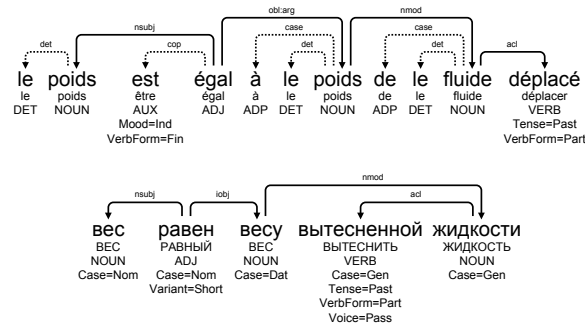 obl:arg nmod
nsubj case case
det cop det det acl
le poids est égal à le poids de le fluide déplacé
le poids être égal à le poids de le fluide déplacer
DET NOUN AUX ADJ ADP DET NOUN ADP DET NOUN VERB
Mood=Ind Tense=Past
VerbForm=Fin VerbForm=Part
nmod
nsubj iobj acl
вес равен весу вытесненной жидкости
ВЕС РАВНЫЙ ВЕС ВЫТЕСНИТЬ ЖИДКОСТЬ
NOUN ADJ NOUN VERB NOUN
Case=Nom Case=Nom Case=Dat Case=Gen Case=Gen
Variant=Short Tense=Past
VerbForm=Part
Voice=Pass